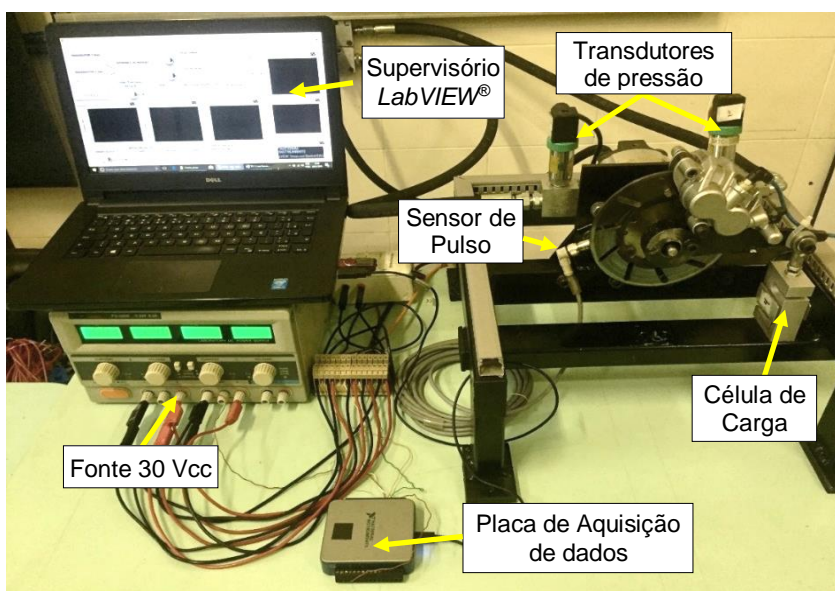 Supervisório
LabVIEW®
Transdutores
de pressão
Sensor de
Pulso
Célula de
Carga
Fonte 30 Vcc
Placa de Aquisição
de dados
DELL